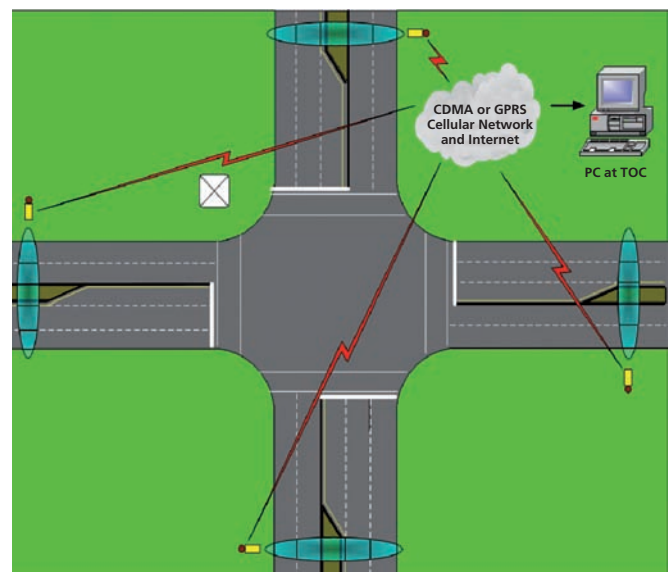 CDMA or GPRS
Cellular Network
and Internet
PC at TOC